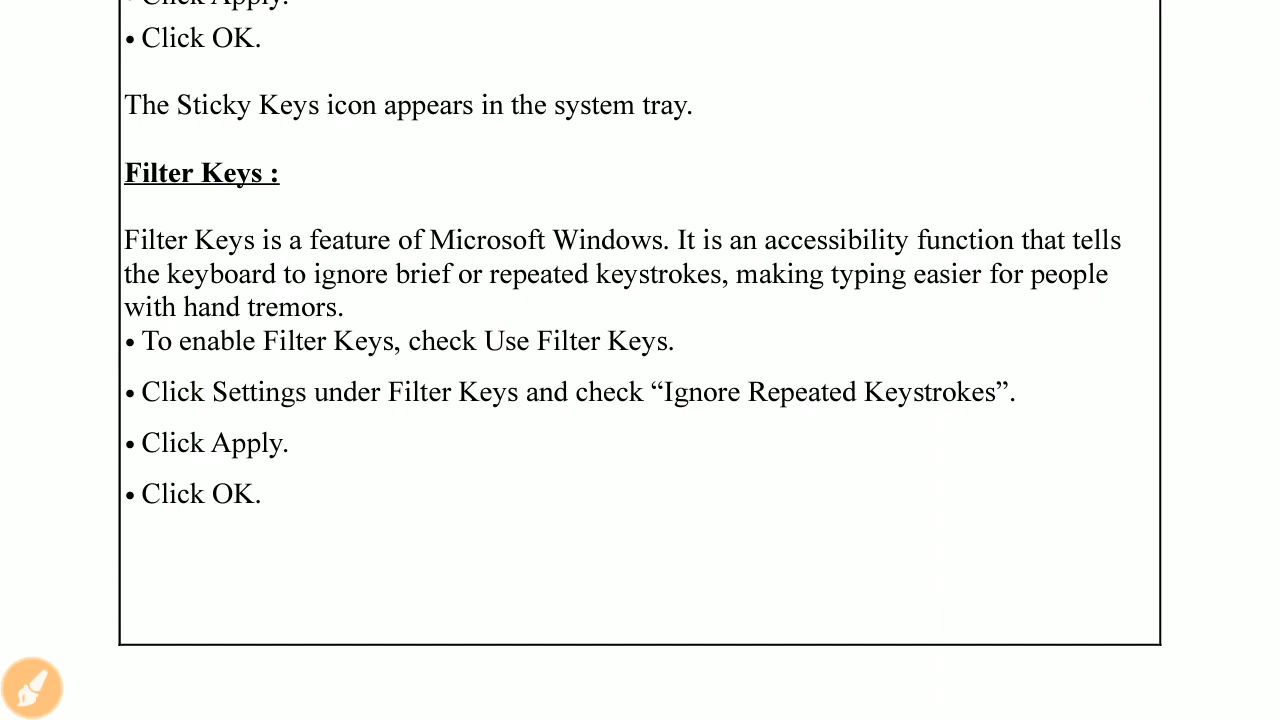 • Click Apply.
• Click OK.
The Sticky Keys icon appears in the system tray.
Filter Keys :
Filter Keys is a feature of Microsoft Windows. It is an accessibility function that tells
the keyboard to ignore brief or repeated keystrokes, making typing easier for people
with hand tremors.
• To enable Filter Keys, check Use Filter Keys.
• Click Settings under Filter Keys and check “Ignore Repeated Keystrokes”.
• Click Apply.
• Click OK.